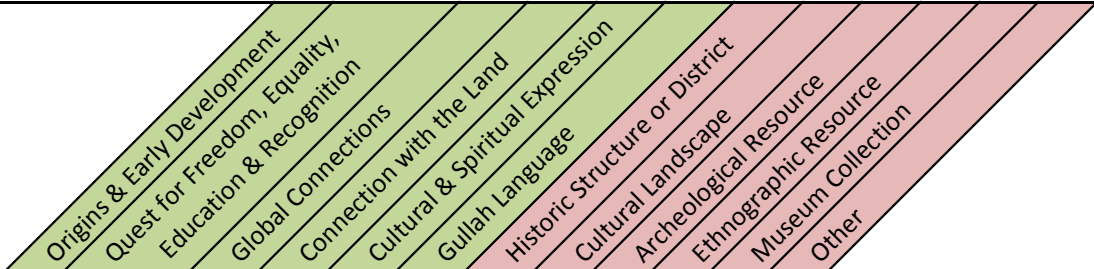 Origins & Early Development
Quest for Freedom, Equality,
Education & Recognition
Global Connections
Connection with the Land
Cultural & Spiritual Expression
Gullah Language
Historic Structure or District
Cultural Landscape
Archeological Resource
Ethnographic Resource
Museum Collection
Other